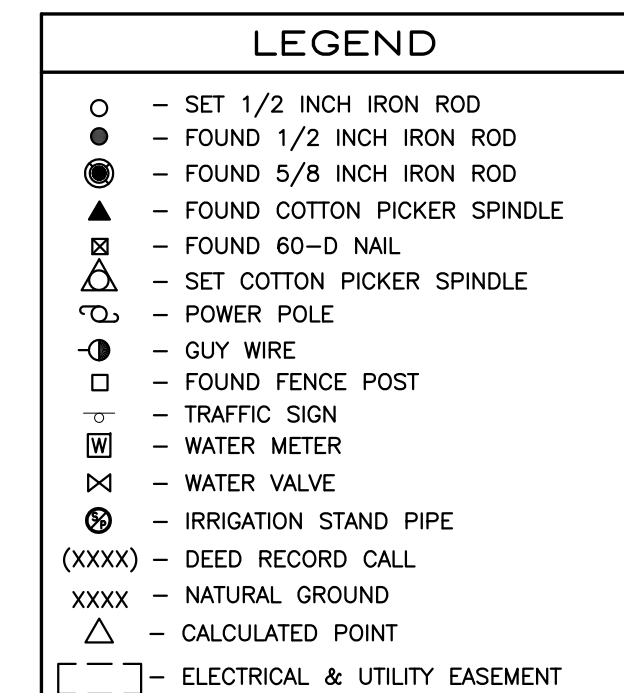 LEGEND
– SET 1/2 INCH IRON ROD
– FOUND 1/2 INCH IRON ROD
– FOUND 5/8 INCH IRON ROD
– FOUND COTTON PICKER SPINDLE
– FOUND 60–D NAIL
– SET COTTON PICKER SPINDLE
– POWER POLE
– GUY WIRE
– FOUND FENCE POST
– TRAFFIC SIGN
W – WATER METER
– WATER VALVE
S/P – IRRIGATION STAND PIPE
(XXXX) – DEED RECORD CALL
XXXX – NATURAL GROUND
– CALCULATED POINT
– ELECTRICAL & UTILITY EASEMENT